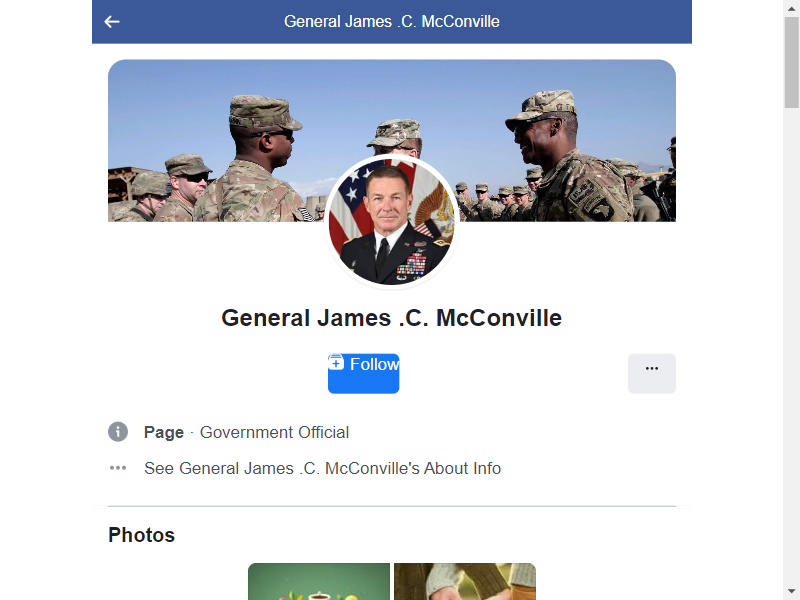 General James .C. McConville
General James .C. McConville
Follow
...
Page · Government Official
See General James .C. McConville's About Info
Photos